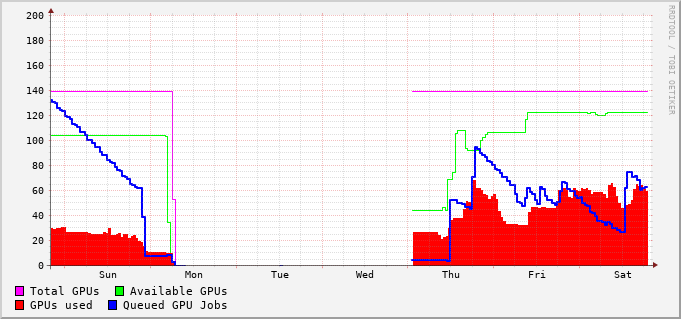 RRDTOOL / TOBI OETIKER
200
180
160
140
120
100
80
60
40
20
0
Sun Mon Tue Wed Thu Fri Sat
Total GPUs Available GPUs
GPUs used Queued GPU Jobs